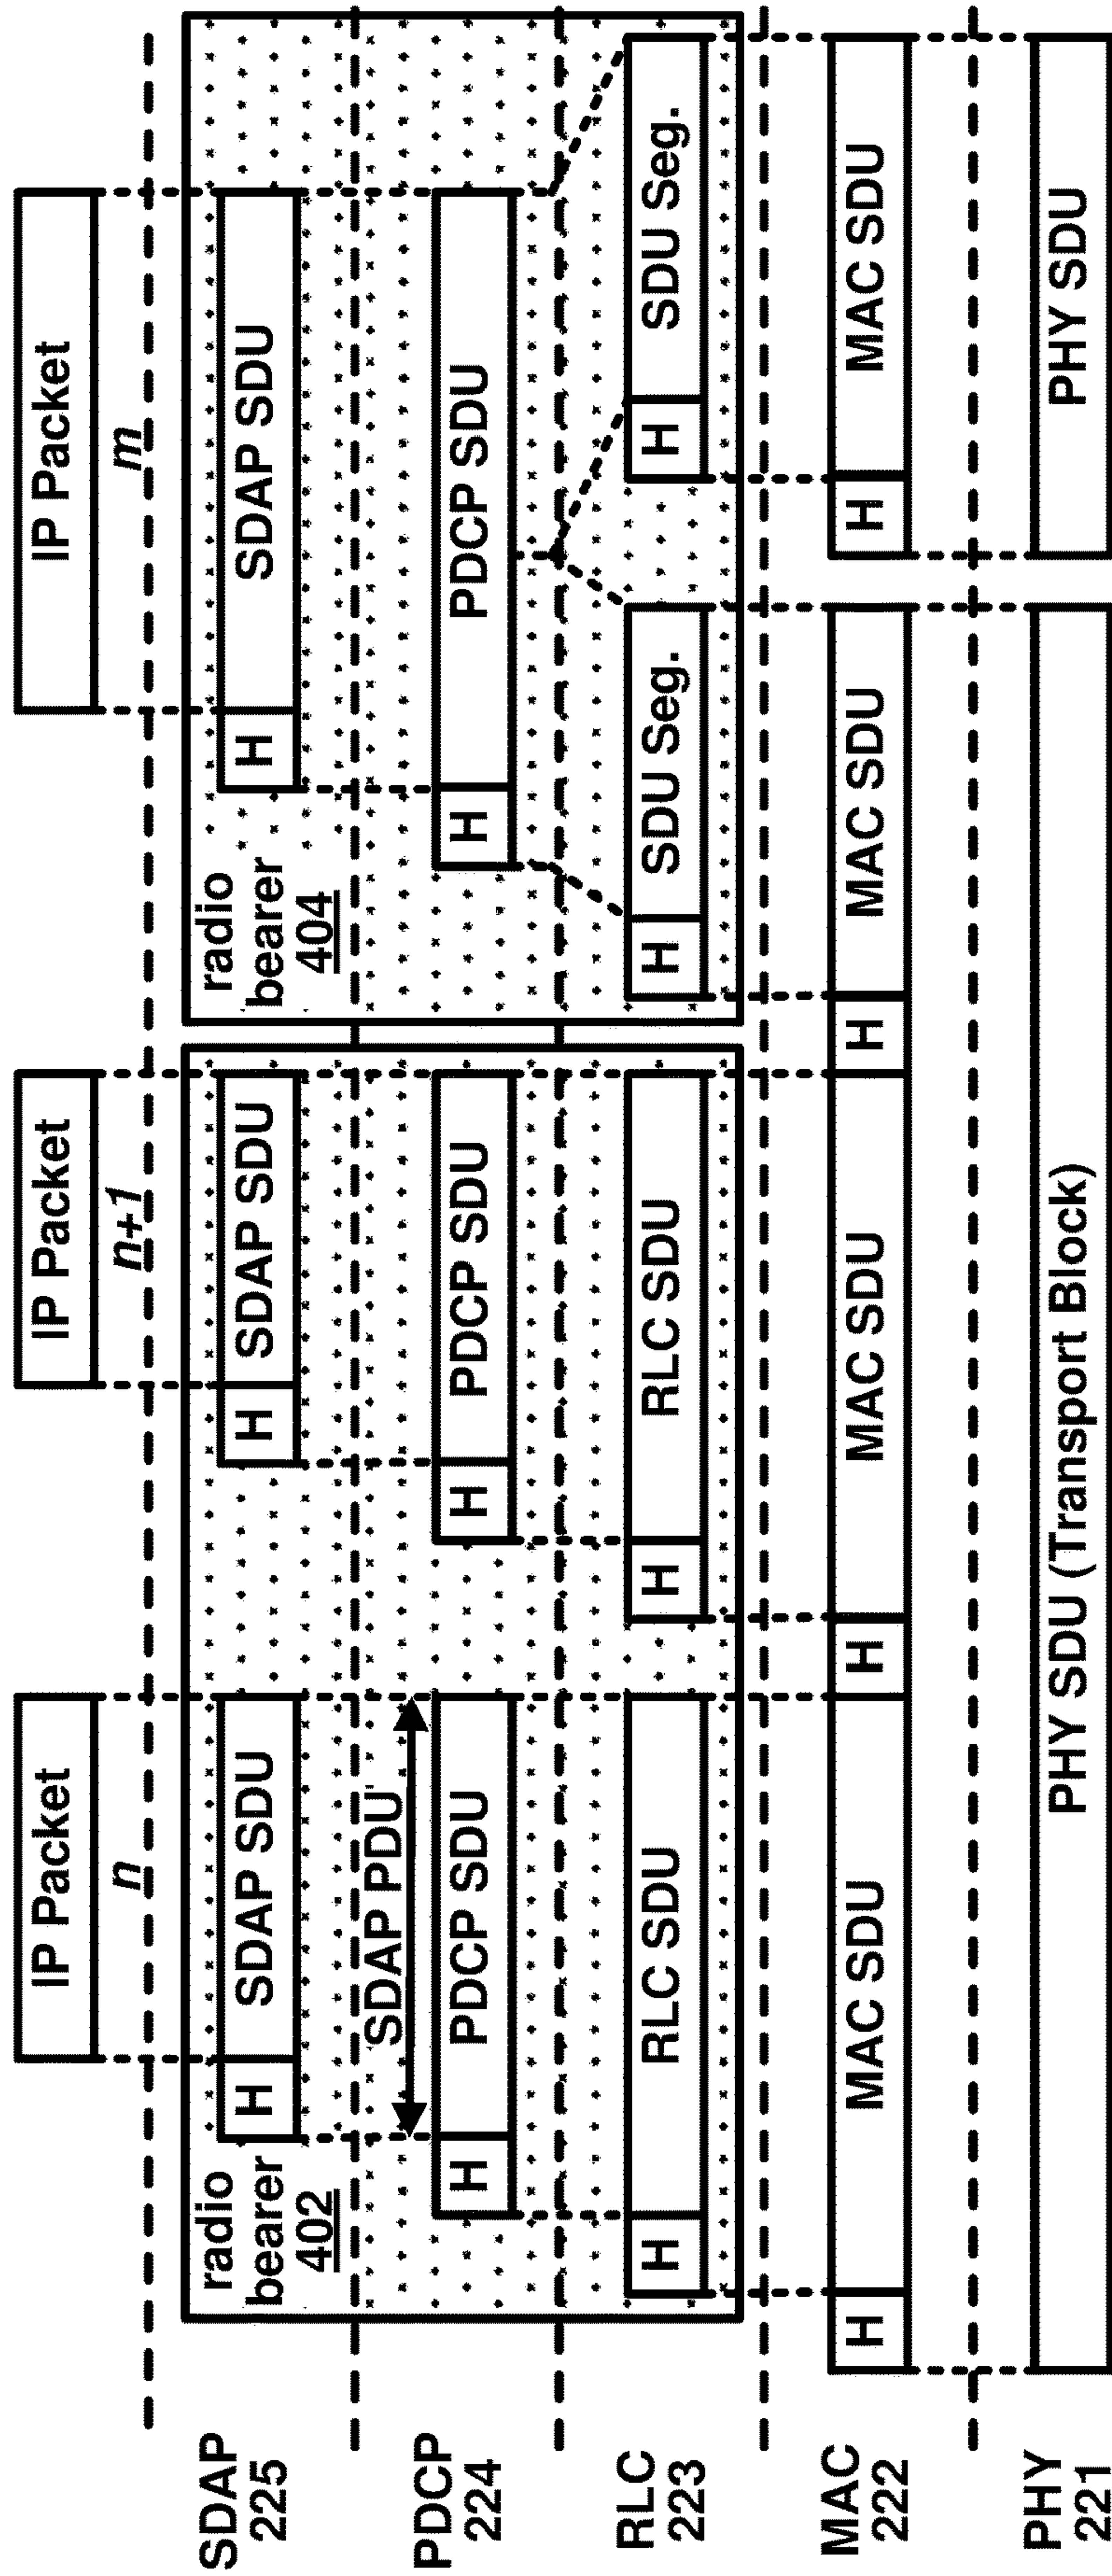 IP Packet
IP Packet
IP Packet
n
n+1
m
SDAP
225
radio
bearer
402
H
SDAP SDU
H
SDAP SDU
radio
bearer
404
H
SDAP SDU
SDAP PDU
PDCP
224
H
PDCP SDU
H
PDCP SDU
H
PDCP SDU
RLC
223
H
RLC SDU
H
RLC SDU
H
SDU Seg.
H
SDU Seg.
MAC
222
H
MAC SDU
H
MAC SDU
H
MAC SDU
H
MAC SDU
PHY
221
PHY SDU (Transport Block)
PHY SDU